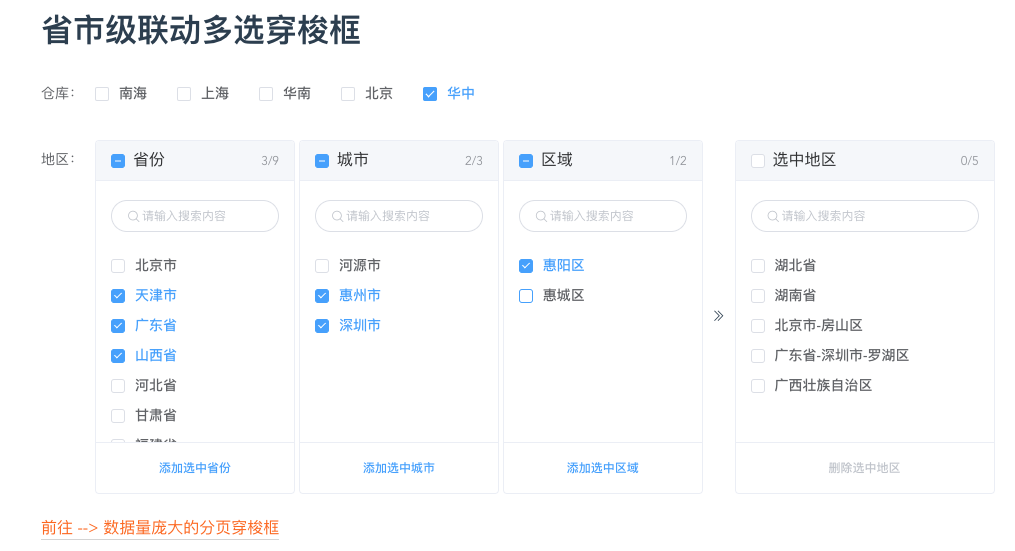 省市级联动多选穿梭框
仓库: 南海 上海 华南 北京 华中
地区:
省份 3/9
请输入搜索内容
北京市
天津市
广东省
山西省
河北省
甘肃省
福建省
添加选中省份
城市 2/3
请输入搜索内容
河源市
惠州市
深圳市
添加选中城市
区域 1/2
请输入搜索内容
惠阳区
惠城区
添加选中区域
»
选中地区 0/5
请输入搜索内容
湖北省
湖南省
北京市-房山区
广东省-深圳市-罗湖区
广西壮族自治区
删除选中地区
前往 --> 数据量庞大的分页穿梭框